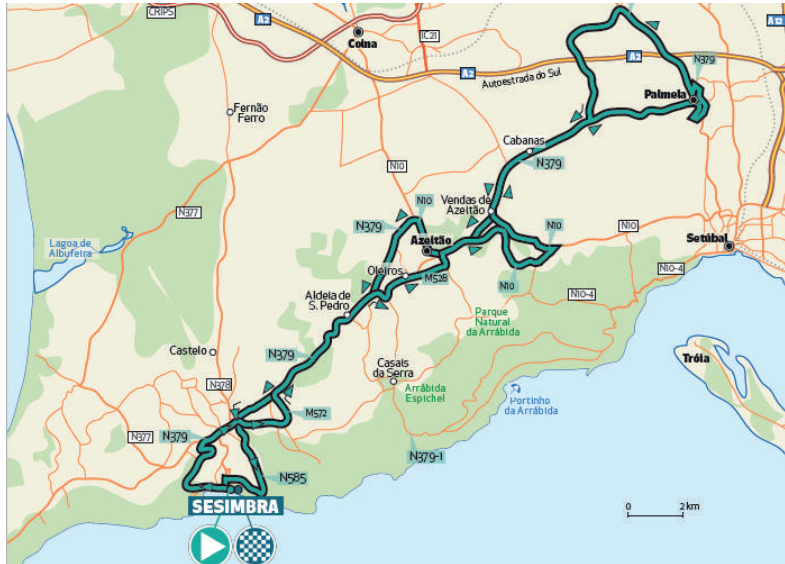 CRIPS
A2
Coina
IC21
A12
A2
A2
Autoestrada do Sul
N379
Palmela
Fernão
Ferro
Cabanas
N10
N379
N377
N10
Vendas de
Azeitão
N379
N10
N10
Azeitão
Setúbal
Lagoa de
Albufeira
Oleiros
M528
N10
N10-4
N10-4
Aldeia de
S. Pedro
Parque
Natural
da Arrábida
Castelo
N379
Casais
da Serra
Tróia
N378
Arrábida
Espichel
Portinho
da Arrábida
M572
N377
N379
N379-1
N585
SESIMBRA
0 2 km